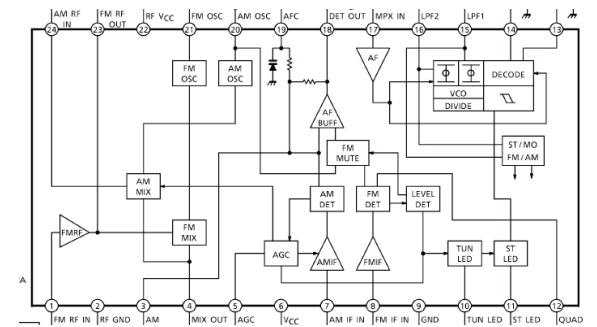 AM RF IN
FM RF OUT
RF VCC
FM OSC
AM OSC
AFC
DET OUT
MPX IN
LPF2
LPF1
24
23
22
21
20
19
18
17
16
15
14
13
FM OSC
AM OSC
AF
DECODE
VCO
DIVIDE
AF BUFF
FM MUTE
ST/MO
FM/AM
AM MIX
AM DET
FM DET
LEVEL DET
FMRF
FM MIX
AGC
AMIF
FMIF
TUN LED
ST LED
1
2
3
4
5
6
7
8
9
10
11
12
FM RF IN
RF GND
AM
MIX OUT
AGC
VCC
AM IF IN
FM IF IN
GND
TUN LED
ST LED
QUAD